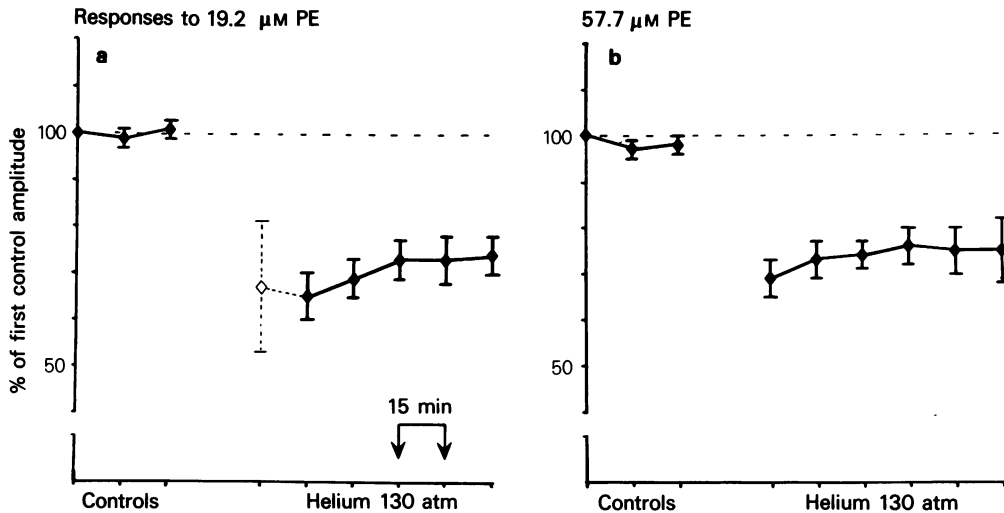 Responses to 19.2 µM PE
57.7 µM PE
a
b
100
100
% of first control amplitude
50
50
15 min
Controls
Helium 130 atm
Controls
Helium 130 atm